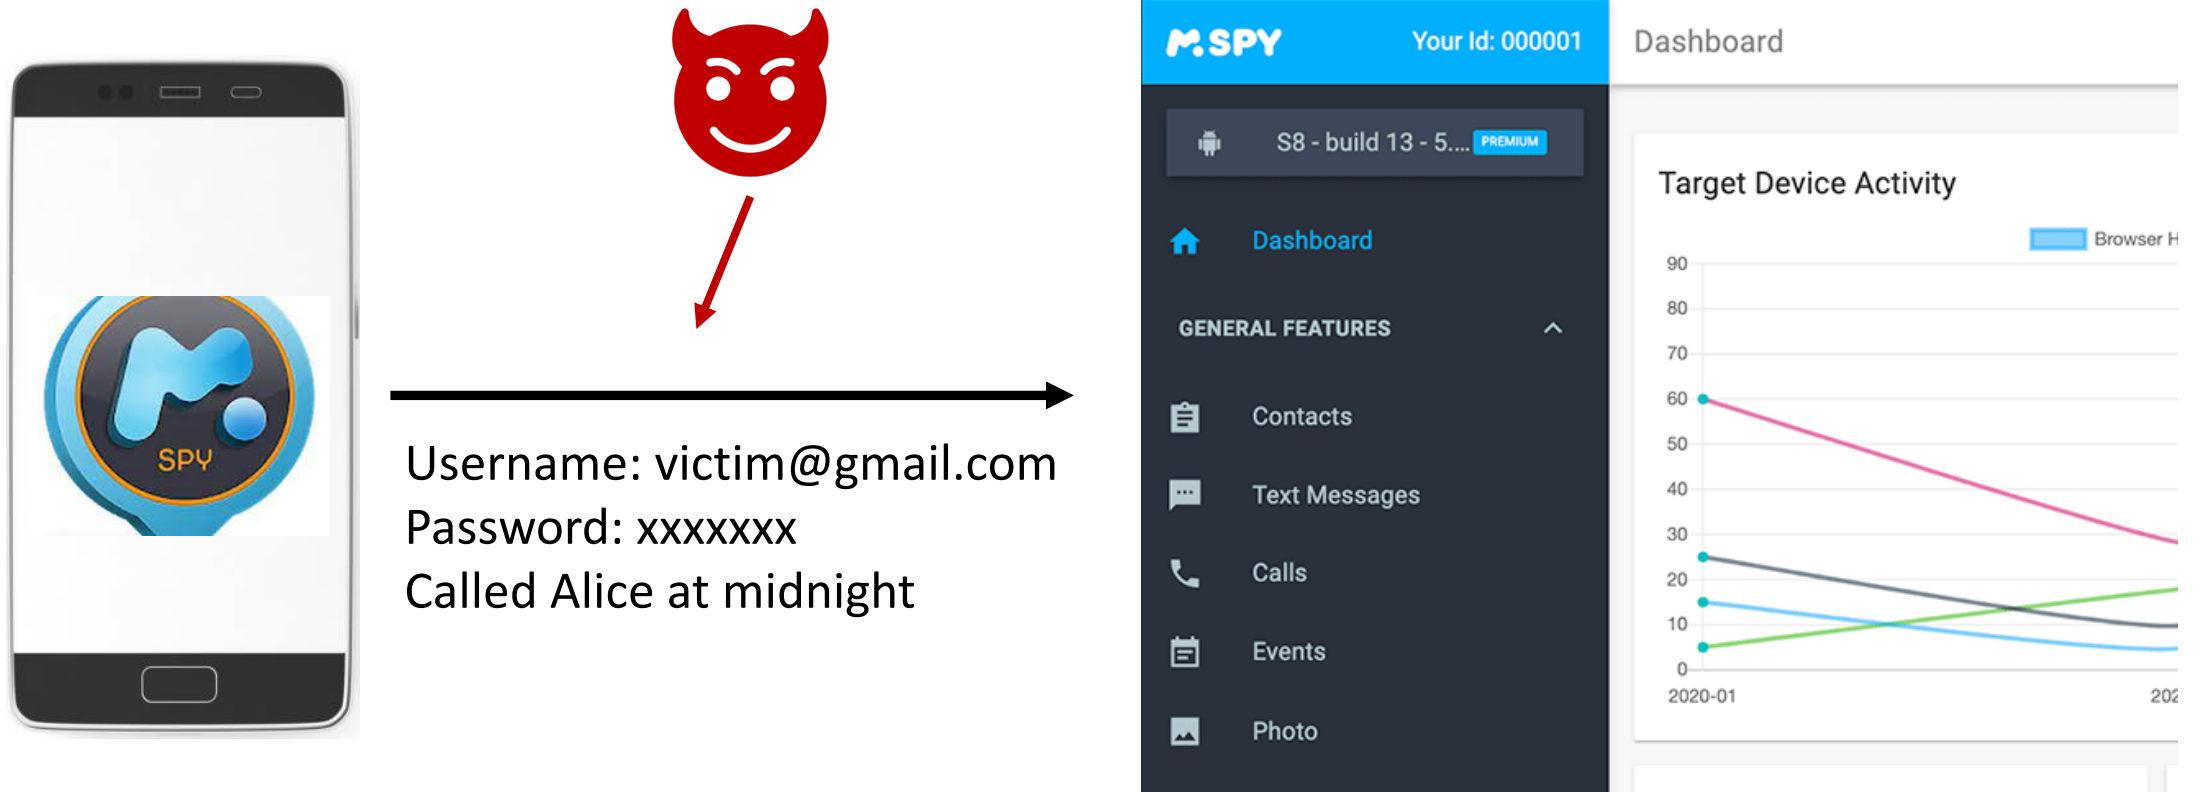 SPY
Username: victim@gmail.com
Password: xxxxxxx
Called Alice at midnight
M.SPY
Your Id: 000001
S8 - build 13 - 5.... PREMIUM
Dashboard
GENERAL FEATURES
Contacts
Text Messages
Calls
Events
Photo
Dashboard
Target Device Activity
Browser H
90
80
70
60
50
40
30
20
10
0
2020-01
202